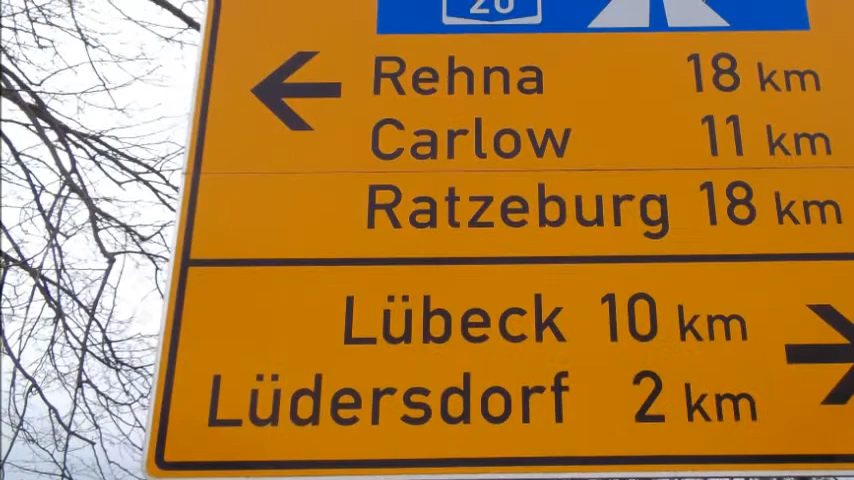 20
Rehna 18 km
Carlow 11 km
Ratzeburg 18 km
Lübeck 10 km
Lüdersdorf 2 km